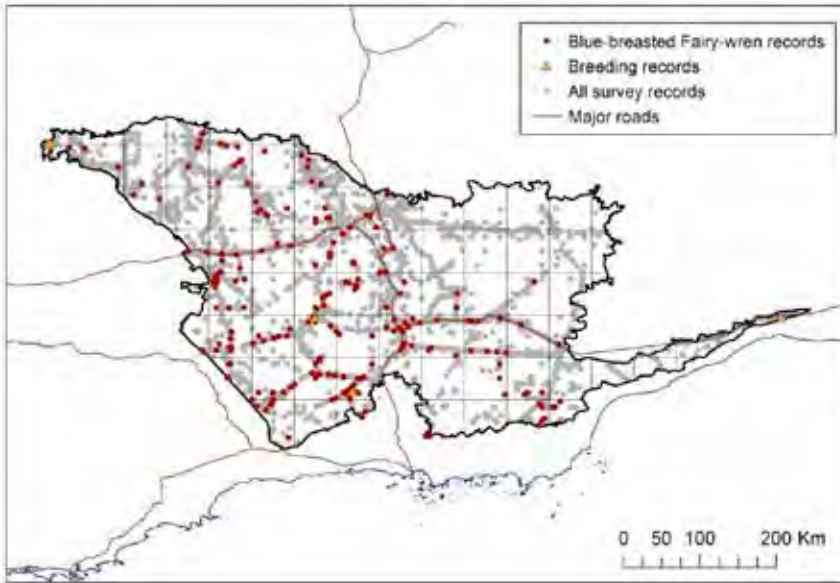 Blue-breasted Fairy-wren records
Breeding records
All survey records
Major roads
0 50 100 200 Km